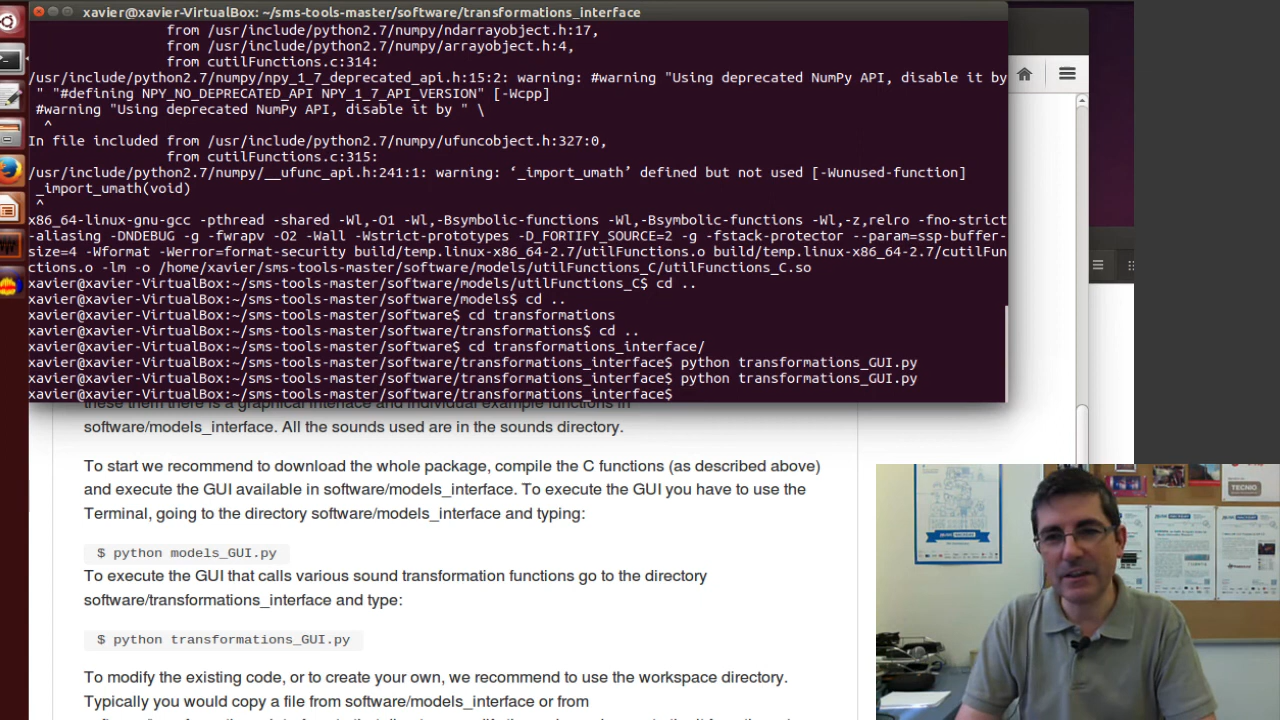 xavier@xavier-VirtualBox: ~/sms-tools-master/software/transformations_interface
from /usr/include/python2.7/numpy/ndarrayobject.h:17,
from /usr/include/python2.7/numpy/arrayobject.h:4,
from cutilFunctions.c:314:
/usr/include/python2.7/numpy/npy_1_7_deprecated_api.h:15:2: warning: #warning "Using deprecated NumPy API, disable it by
" "#defining NPY_NO_DEPRECATED_API NPY_1_7_API_VERSION" [-Wcpp]
#warning "Using deprecated NumPy API, disable it by " \
^
In file included from /usr/include/python2.7/numpy/ufuncobject.h:327:0,
from cutilFunctions.c:315:
/usr/include/python2.7/numpy/__ufunc_api.h:241:1: warning: ‘_import_umath’ defined but not used [-Wunused-function]
_import_umath(void)
^
x86_64-linux-gnu-gcc -pthread -shared -Wl,-O1 -Wl,-Bsymbolic-functions -Wl,-Bsymbolic-functions -Wl,-z,relro -fno-strict
-aliasing -DNDEBUG -g -fwrapv -O2 -Wall -Wstrict-prototypes -D_FORTIFY_SOURCE=2 -g -fstack-protector --param=ssp-buffer-
size=4 -Wformat -Werror=format-security build/temp.linux-x86_64-2.7/utilFunctions.o build/temp.linux-x86_64-2.7/cutilFun
ctions.o -lm -o /home/xavier/sms-tools-master/software/models/utilFunctions_C/utilFunctions_C.so
xavier@xavier-VirtualBox:~/sms-tools-master/software/models/utilFunctions_C$ cd ..
xavier@xavier-VirtualBox:~/sms-tools-master/software/models$ cd ..
xavier@xavier-VirtualBox:~/sms-tools-master/software$ cd transformations
xavier@xavier-VirtualBox:~/sms-tools-master/software/transformations$ cd ..
xavier@xavier-VirtualBox:~/sms-tools-master/software$ cd transformations_interface/
xavier@xavier-VirtualBox:~/sms-tools-master/software/transformations_interface$ python transformations_GUI.py
xavier@xavier-VirtualBox:~/sms-tools-master/software/transformations_interface$ python transformations_GUI.py
xavier@xavier-VirtualBox:~/sms-tools-master/software/transformations_interface$
these them there is a graphical interface and individual example functions in
software/models_interface. All the sounds used are in the sounds directory.
To start we recommend to download the whole package, compile the C functions (as described above)
and execute the GUI available in software/models_interface. To execute the GUI you have to use the
Terminal, going to the directory software/models_interface and typing:
$ python models_GUI.py
To execute the GUI that calls various sound transformation functions go to the directory
software/transformations_interface and type:
$ python transformations_GUI.py
To modify the existing code, or to create your own, we recommend to use the workspace directory.
Typically you would copy a file from software/models_interface or from
TECNIO